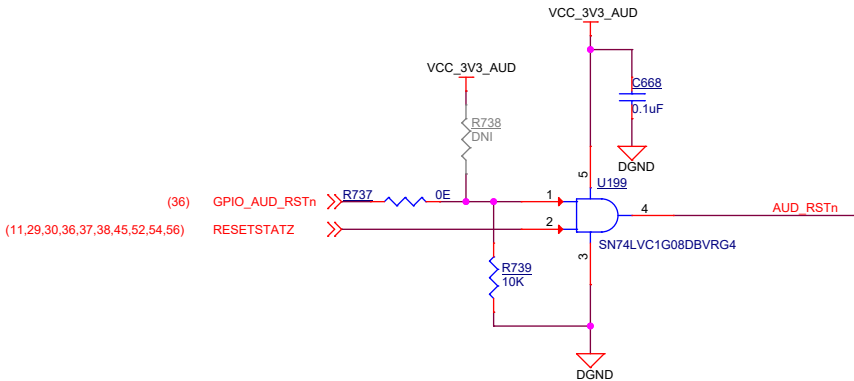 VCC_3V3_AUD
VCC_3V3_AUD
C668
0.1uF
R738
DNI
DGND
5
U199
(36) GPIO_AUD_RSTn R737 0E 1
4 AUD_RSTn
(11,29,30,36,37,38,45,52,54,56) RESETSTATZ 2
SN74LVC1G08DBVRG4
3
R739
10K
DGND